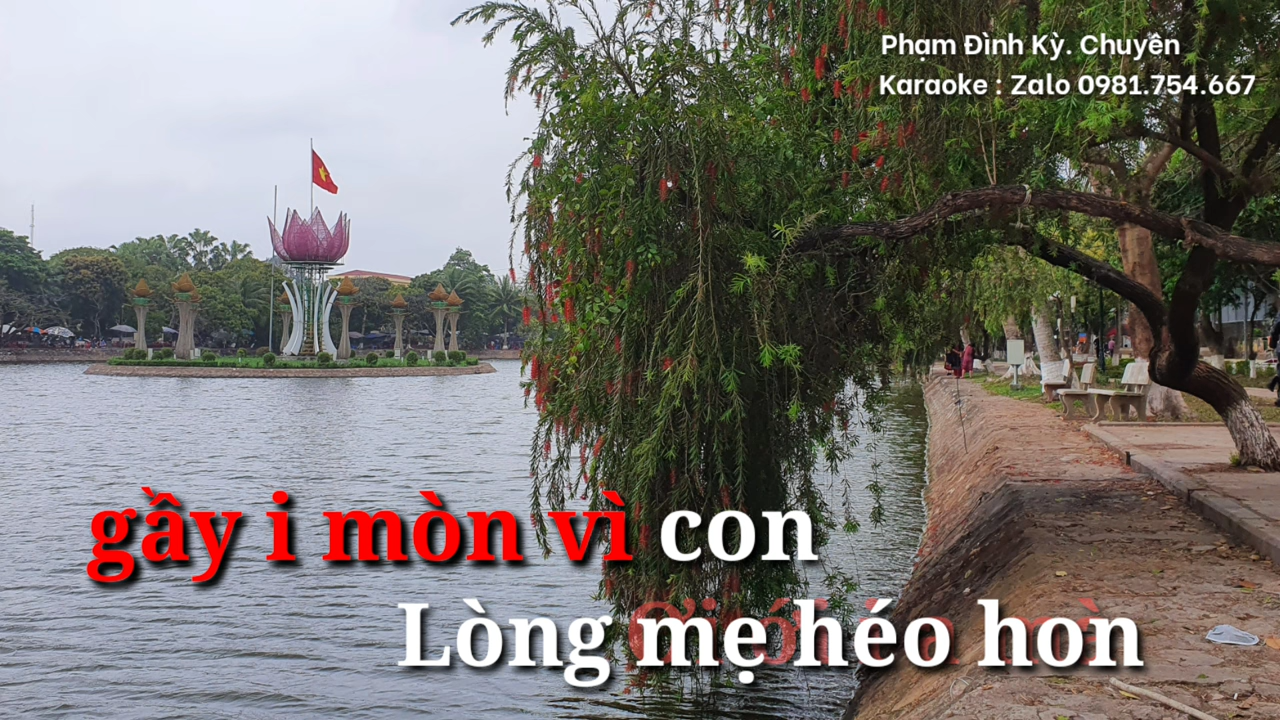 Phạm Đình Kỳ. Chuyên
Karaoke : Zalo 0981.754.667
gầy i mòn vì con
Lòng mẹ héo hon